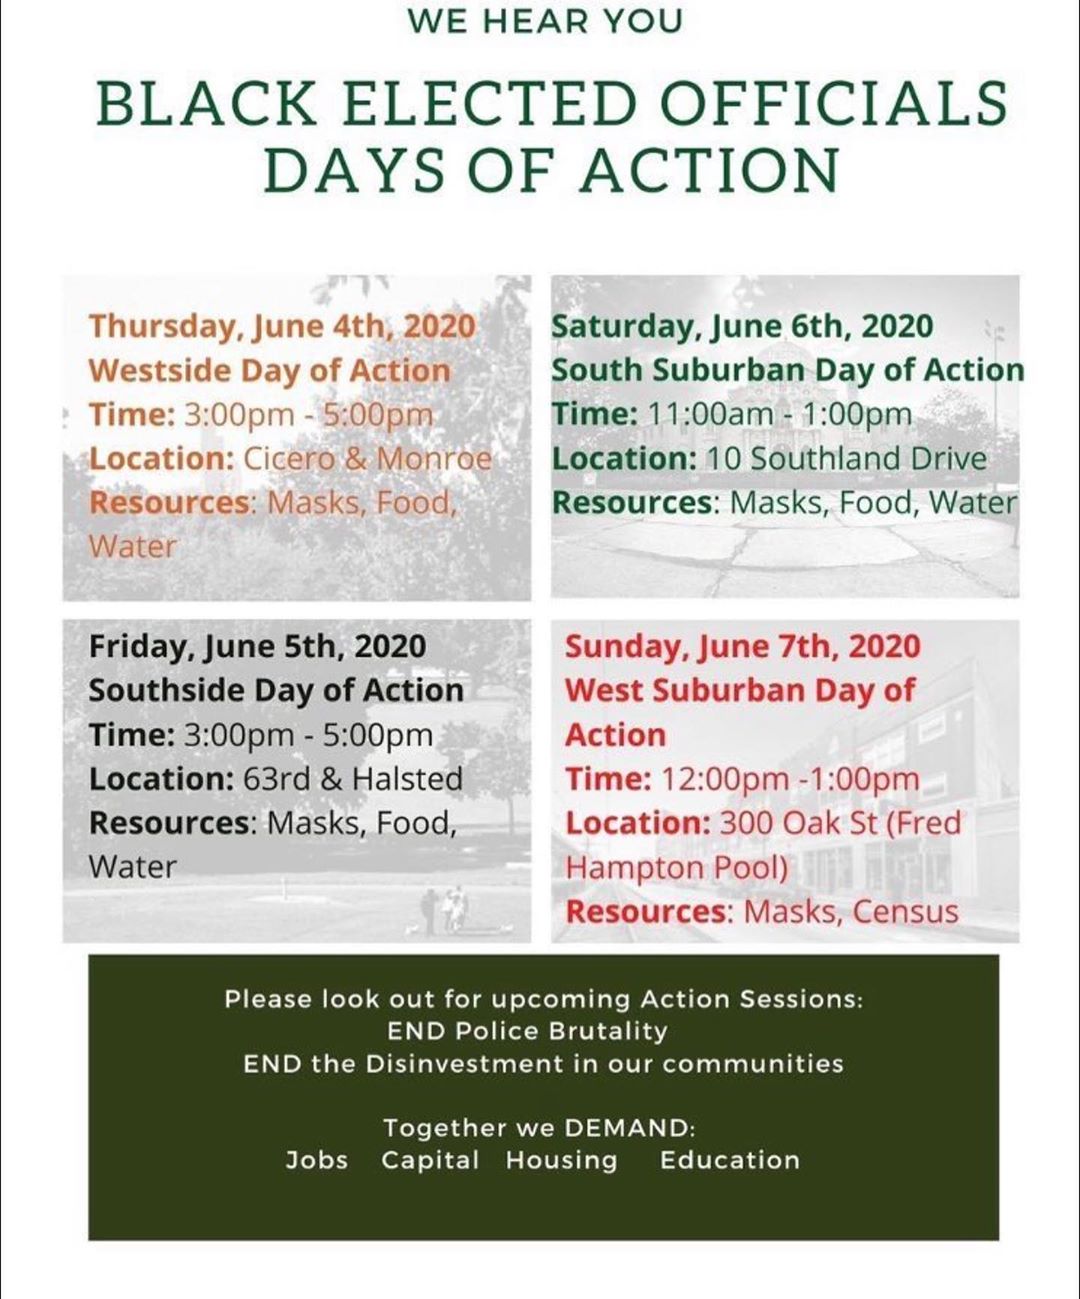 WE HEAR YOU
BLACK ELECTED OFFICIALS
DAYS OF ACTION
Thursday, June 4th, 2020
Westside Day of Action
Time: 3:00pm - 5:00pm
Location: Cicero & Monroe
Resources: Masks, Food,
Water
Saturday, June 6th, 2020
South Suburban Day of Action
Time: 11:00am - 1:00pm
Location: 10 Southland Drive
Resources: Masks, Food, Water
Friday, June 5th, 2020
Southside Day of Action
Time: 3:00pm - 5:00pm
Location: 63rd & Halsted
Resources: Masks, Food,
Water
Sunday, June 7th, 2020
West Suburban Day of
Action
Time: 12:00pm -1:00pm
Location: 300 Oak St (Fred
Hampton Pool)
Resources: Masks, Census
Please look out for upcoming Action Sessions:
END Police Brutality
END the Disinvestment in our communities
Together we DEMAND:
Jobs Capital Housing Education